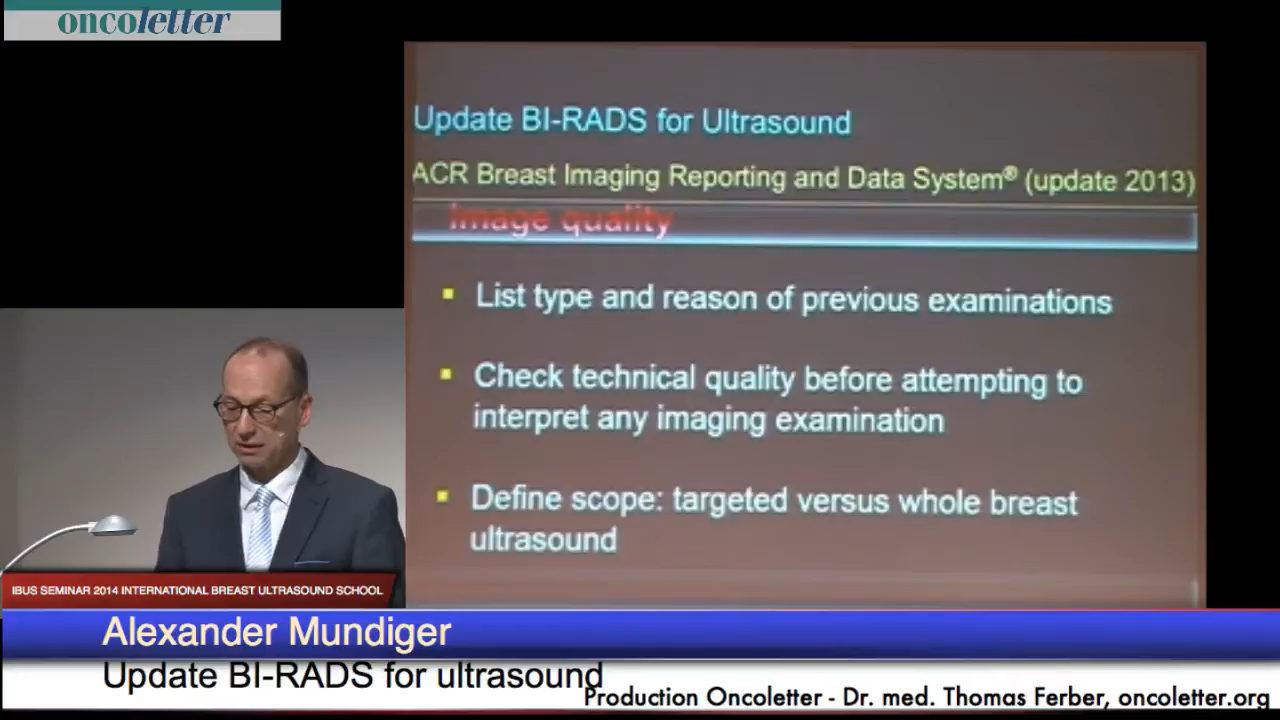 oncoletter
Update BI-RADS for Ultrasound
ACR Breast Imaging Reporting and Data System® (update 2013)
Image quality
▪ List type and reason of previous examinations
▪ Check technical quality before attempting to
interpret any imaging examination
▪ Define scope: targeted versus whole breast
ultrasound
IBUS SEMINAR 2014 INTERNATIONAL BREAST ULTRASOUND SCHOOL
Alexander Mundiger
Update BI-RADS for ultrasound
Production Oncoletter - Dr. med. Thomas Ferber, oncoletter.org